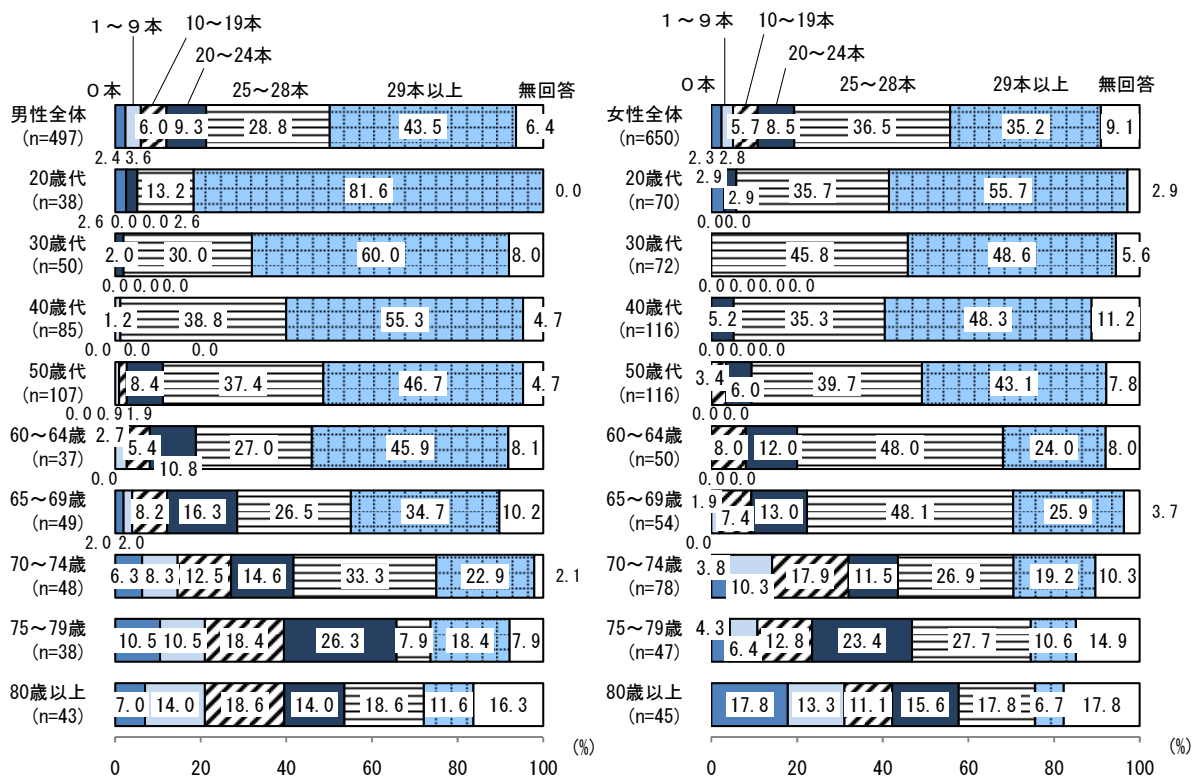 1～9本 10～19本
20～24本
0本 25～28本 29本以上 無回答
男性全体 6.0 9.3 28.8 43.5 6.4
(n=497)
2.4 3.6
20歳代 13.2 81.6 0.0
(n=38)
2.6 0.0 0.0 2.6
30歳代 2.0 30.0 60.0 8.0
(n=50)
0.0 0.0 0.0
40歳代 1.2 38.8 55.3 4.7
(n=85)
0.0 0.0 0.0
50歳代 8.4 37.4 46.7 4.7
(n=107)
0.0 0.9 1.9
60～64歳 2.7 5.4 27.0 45.9 8.1
(n=37) 10.8
0.0
65～69歳 8.2 16.3 26.5 34.7 10.2
(n=49)
2.0 2.0
70～74歳 6.3 8.3 12.5 14.6 33.3 22.9 2.1
(n=48)
75～79歳 10.5 10.5 18.4 26.3 7.9 18.4 7.9
(n=38)
80歳以上 7.0 14.0 18.6 14.0 18.6 11.6 16.3
(n=43)
(%)
0 20 40 60 80 100
1～9本 10～19本
20～24本
0本 25～28本 29本以上 無回答
女性全体 5.7 8.5 36.5 35.2 9.1
(n=650)
2.3 2.8
20歳代 2.9 2.9 35.7 55.7 2.9
(n=70)
0.0 0.0
30歳代 45.8 48.6 5.6
(n=72)
0.0 0.0 0.0 0.0
40歳代 5.2 35.3 48.3 11.2
(n=116)
0.0 0.0 0.0
50歳代 3.4 6.0 39.7 43.1 7.8
(n=116)
0.0 0.0
60～64歳 8.0 12.0 48.0 24.0 8.0
(n=50)
0.0 0.0
65～69歳 1.9 7.4 13.0 48.1 25.9 3.7
(n=54)
0.0
70～74歳 3.8 10.3 17.9 11.5 26.9 19.2 10.3
(n=78)
75～79歳 4.3 6.4 12.8 23.4 27.7 10.6 14.9
(n=47)
80歳以上 17.8 13.3 11.1 15.6 17.8 6.7 17.8
(n=45)
(%)
0 20 40 60 80 100